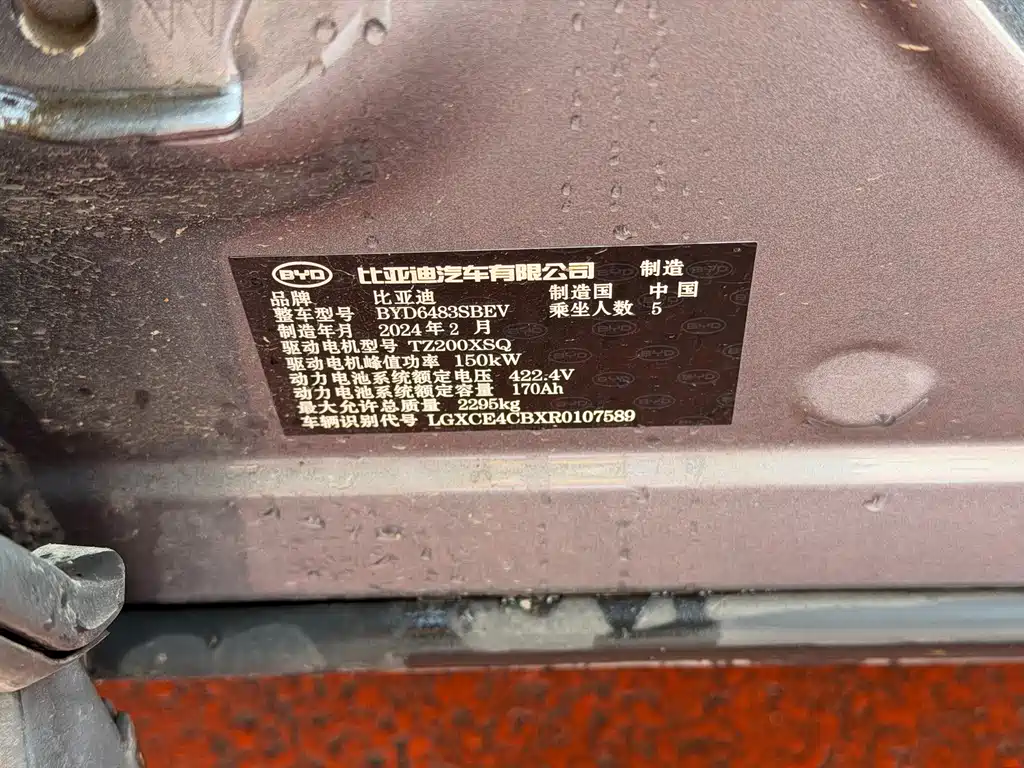 BYD 比亚迪汽车有限公司 制造
品牌 比亚迪 制造国 中国
整车型号 BYD6483SBEV 乘坐人数 5
制造年月 2024年2月
驱动电机型号 TZ200XSQ
驱动电机峰值功率 150kW
动力电池系统额定电压 422.4V
动力电池系统额定容量 170Ah
最大允许总质量 2295kg
车辆识别代号 LGXCE4CBXR0107589